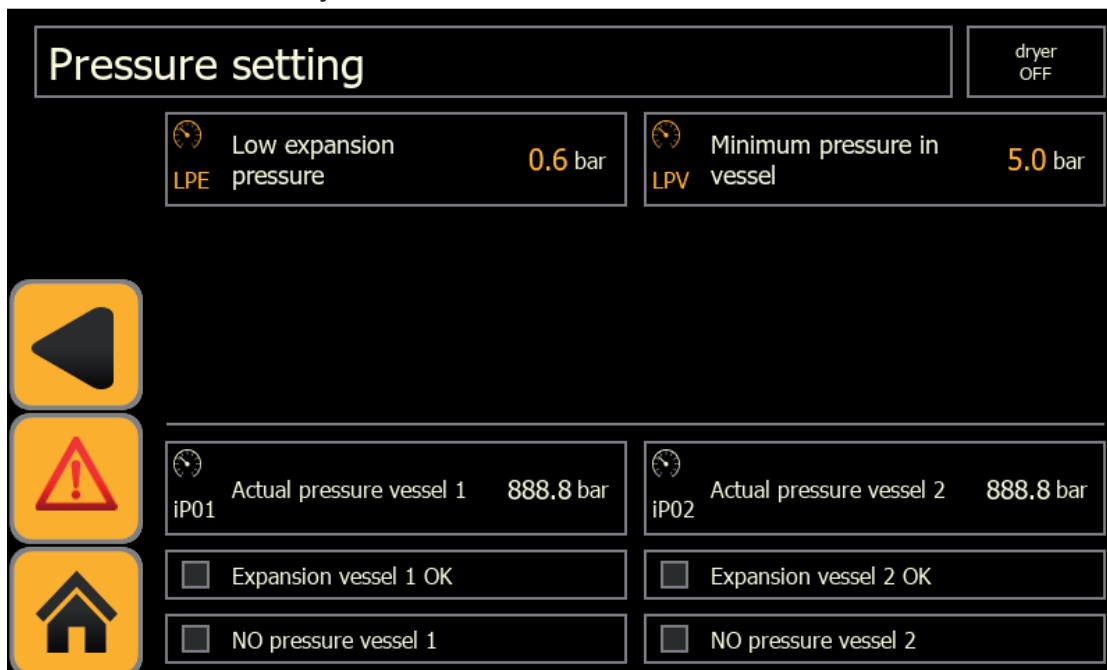 Pressure setting
dryer
OFF
LPE
Low expansion
pressure
0.6 bar
LPV
Minimum pressure in
vessel
5.0 bar
iP01
Actual pressure vessel 1
888.8 bar
iP02
Actual pressure vessel 2
888.8 bar
Expansion vessel 1 OK
Expansion vessel 2 OK
NO pressure vessel 1
NO pressure vessel 2